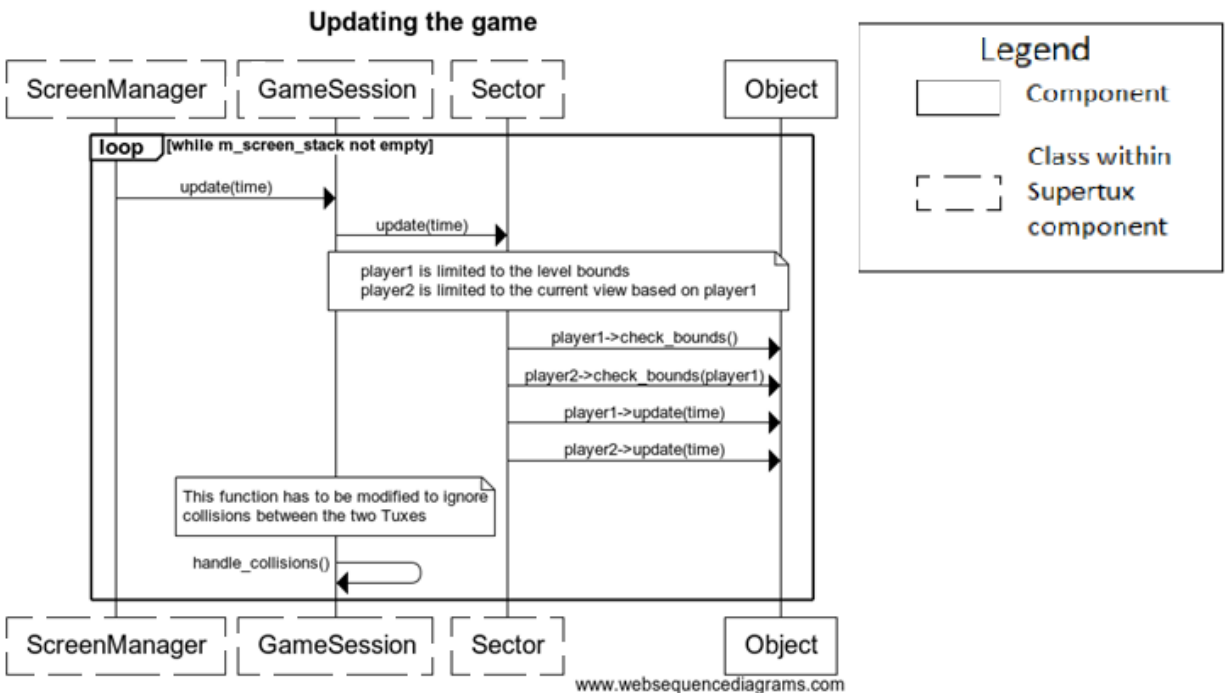 Updating the game
ScreenManager
GameSession
Sector
Object
loop
[while m_screen_stack not empty]
update(time)
update(time)
player1 is limited to the level bounds
player2 is limited to the current view based on player1
player1->check_bounds()
player2->check_bounds(player1)
player1->update(time)
player2->update(time)
This function has to be modified to ignore
collisions between the two Tuxes
handle_collisions()
ScreenManager
GameSession
Sector
Object
www.websequencediagrams.com
Legend
Component
Class within
Supertux
component